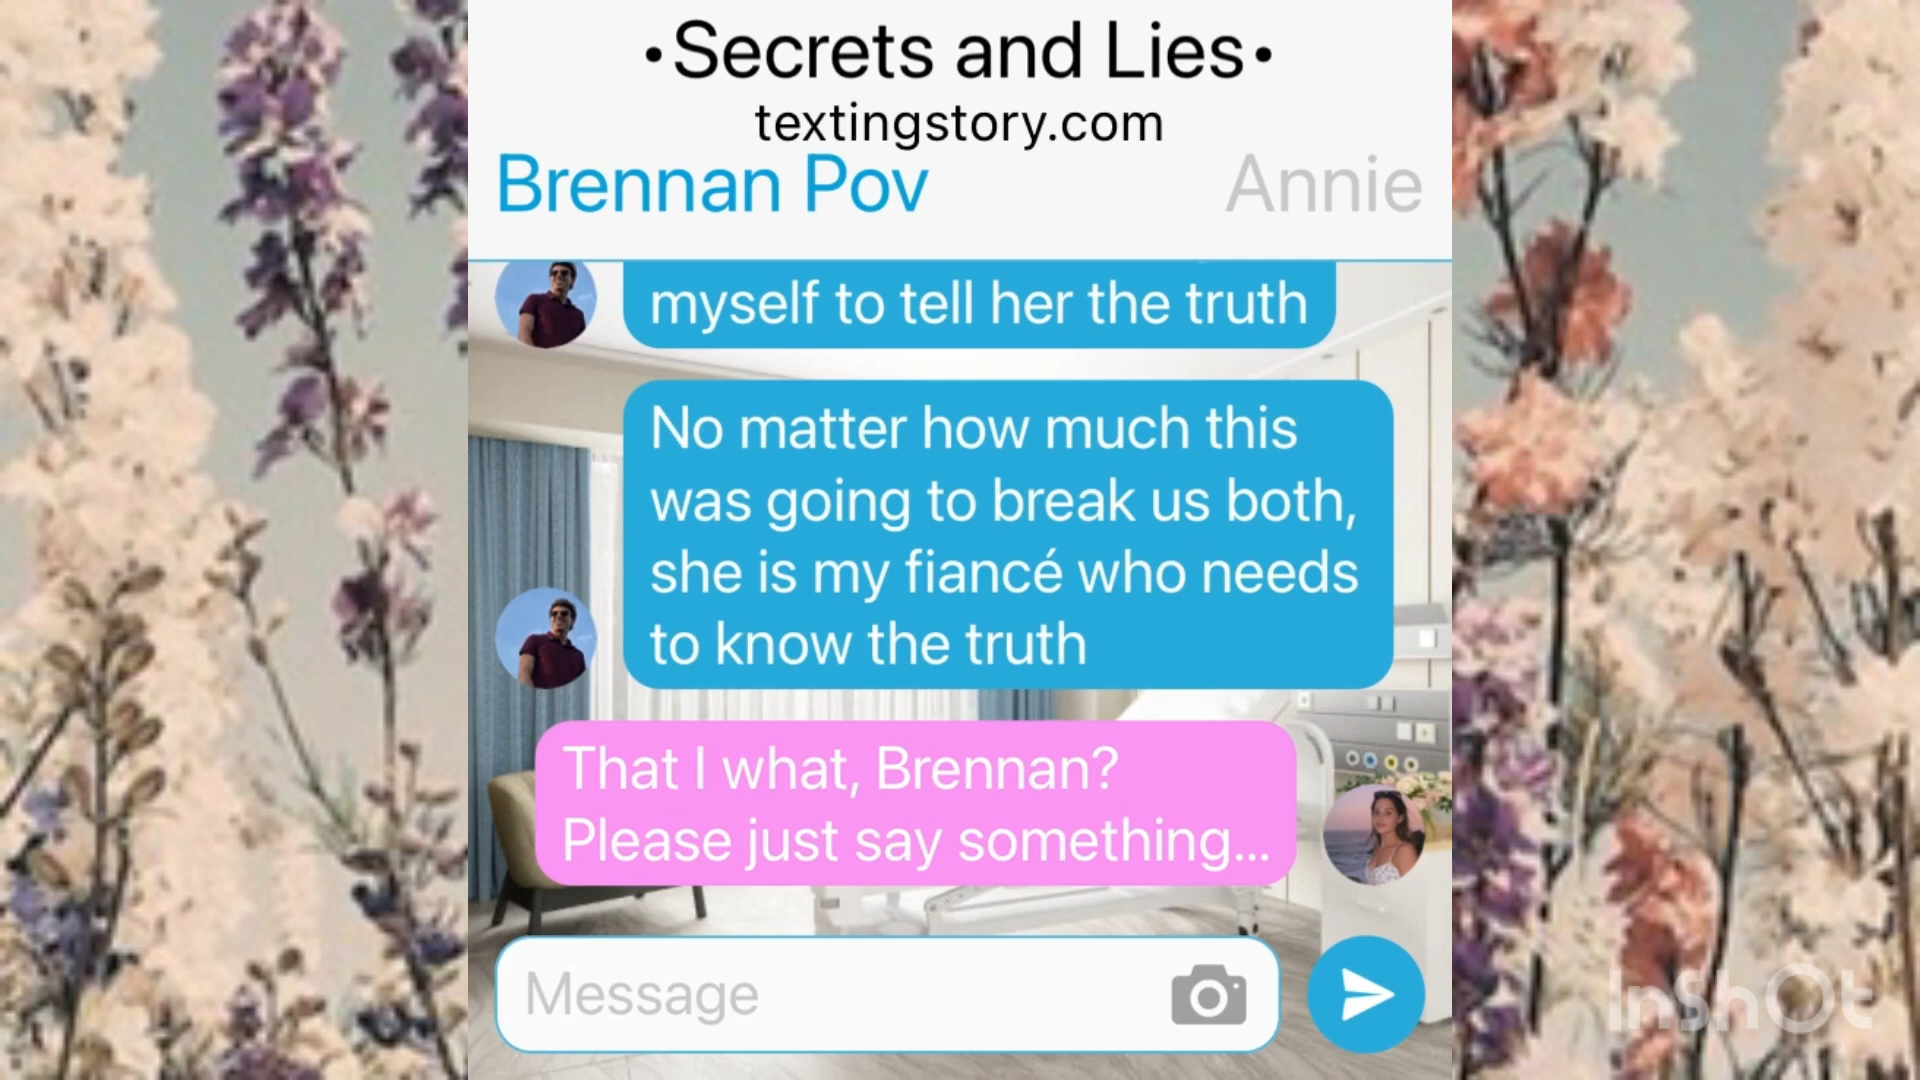 •Secrets and Lies•
textingstory.com
Brennan Pov
Annie
myself to tell her the truth
No matter how much this
was going to break us both,
she is my fiancé who needs
to know the truth
That I what, Brennan?
Please just say something...
Message
InShOt